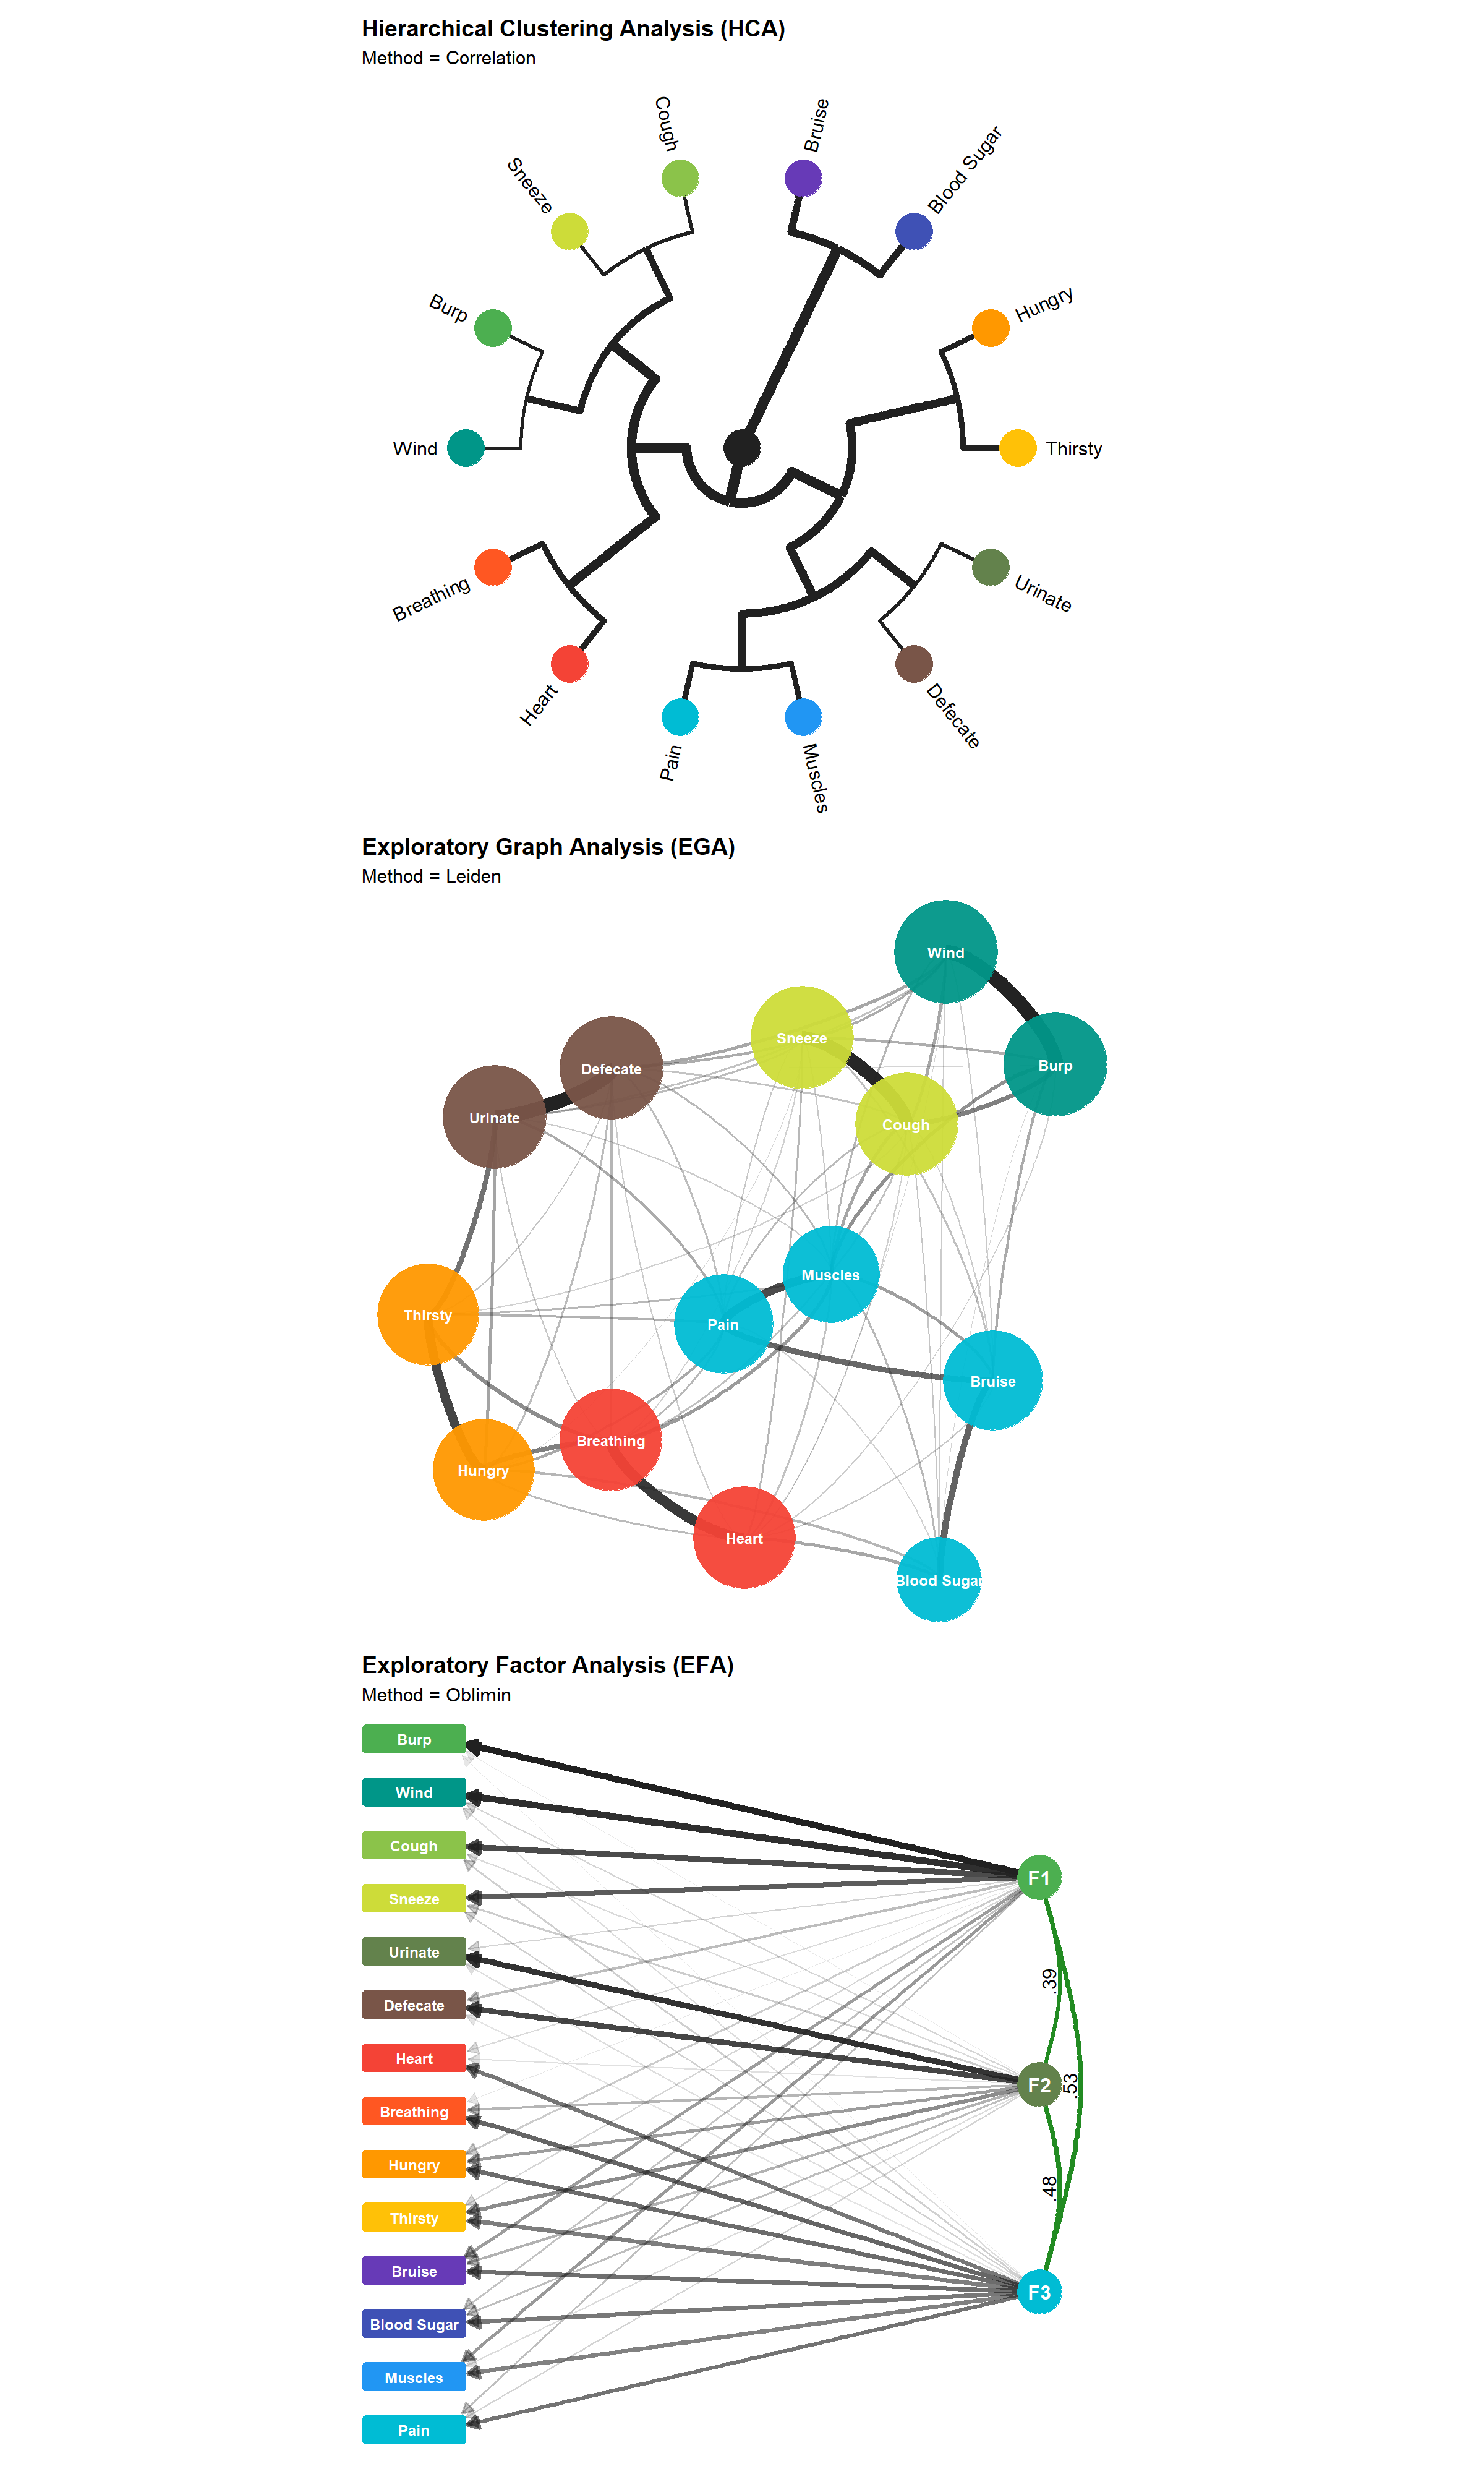 Hierarchical Clustering Analysis (HCA)
Method = Correlation
Cough
Bruise
Sneeze
Blood Sugar
Burp
Hungry
Wind
Thirsty
Breathing
Urinate
Heart
Defecate
Pain
Muscles
Exploratory Graph Analysis (EGA)
Method = Leiden
Wind
Sneeze
Burp
Defecate
Urinate
Cough
Muscles
Thirsty
Pain
Bruise
Breathing
Hungry
Heart
Blood Sugar
Exploratory Factor Analysis (EFA)
Method = Oblimin
Burp
Wind
Cough
F1
Sneeze
Urinate
.39
Defecate
Heart
F2
.53
Breathing
Hungry
.48
Thirsty
Bruise
F3
Blood Sugar
Muscles
Pain